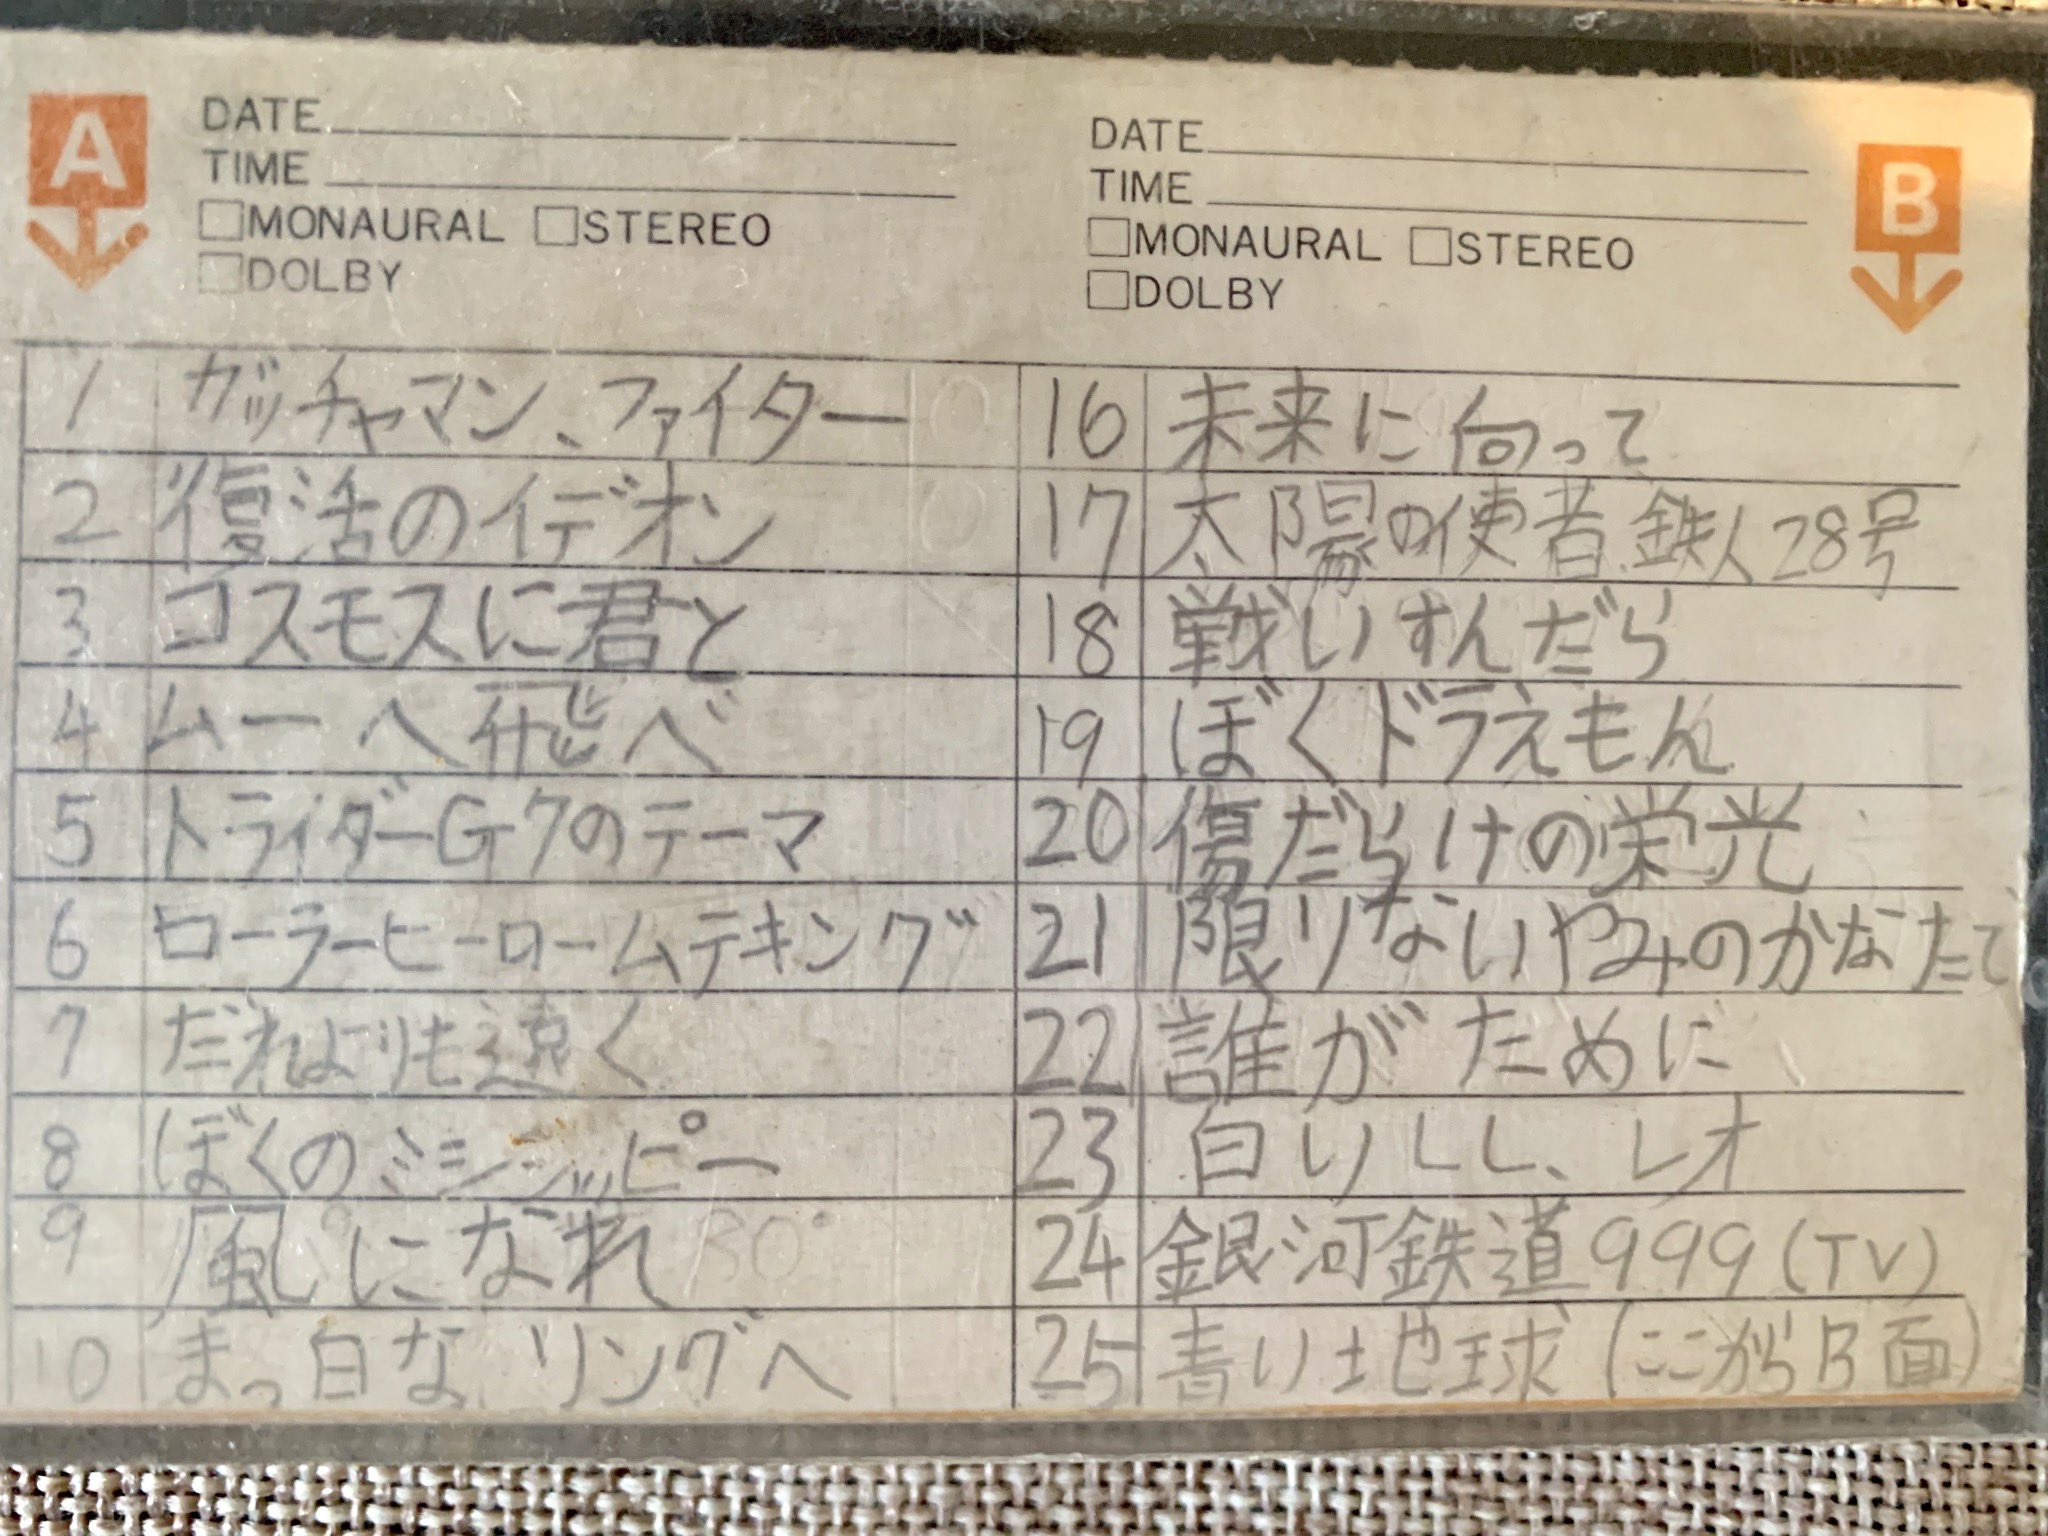 A
DATE
TIME
□MONAURAL □STEREO
□DOLBY
1 ガッチャマン、ファイター
2 復活のイデオン
3 コスモスに君と
4 ムーへ飛べ
5 トライダーG7のテーマ
6 ローラーヒーロームテキング
7 だれよりも遠く
8 ぼくのミシシッピー
9 風になれ
10 まっ白なリングへ
DATE
TIME
□MONAURAL □STEREO
□DOLBY
B
16 未来に向って
17 太陽の使者 鉄人28号
18 戦いすんだら
19 ぼくドラえもん
20 傷だらけの栄光
21 限りないやみのかなたて
22 誰がために
23 白いしし、レオ
24 銀河鉄道999(TV)
25 青い地球(ここがらB面)